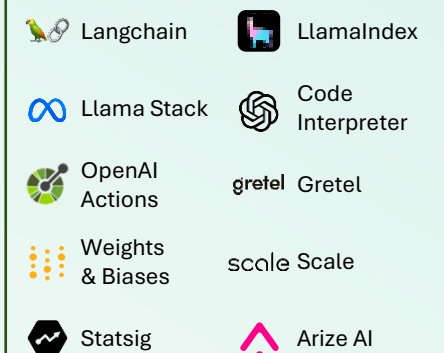 Langchain
LlamaIndex
Llama Stack
Code
Interpreter
OpenAI
Actions
gretel Gretel
Weights
& Biases
scale Scale
Statsig
Arize AI